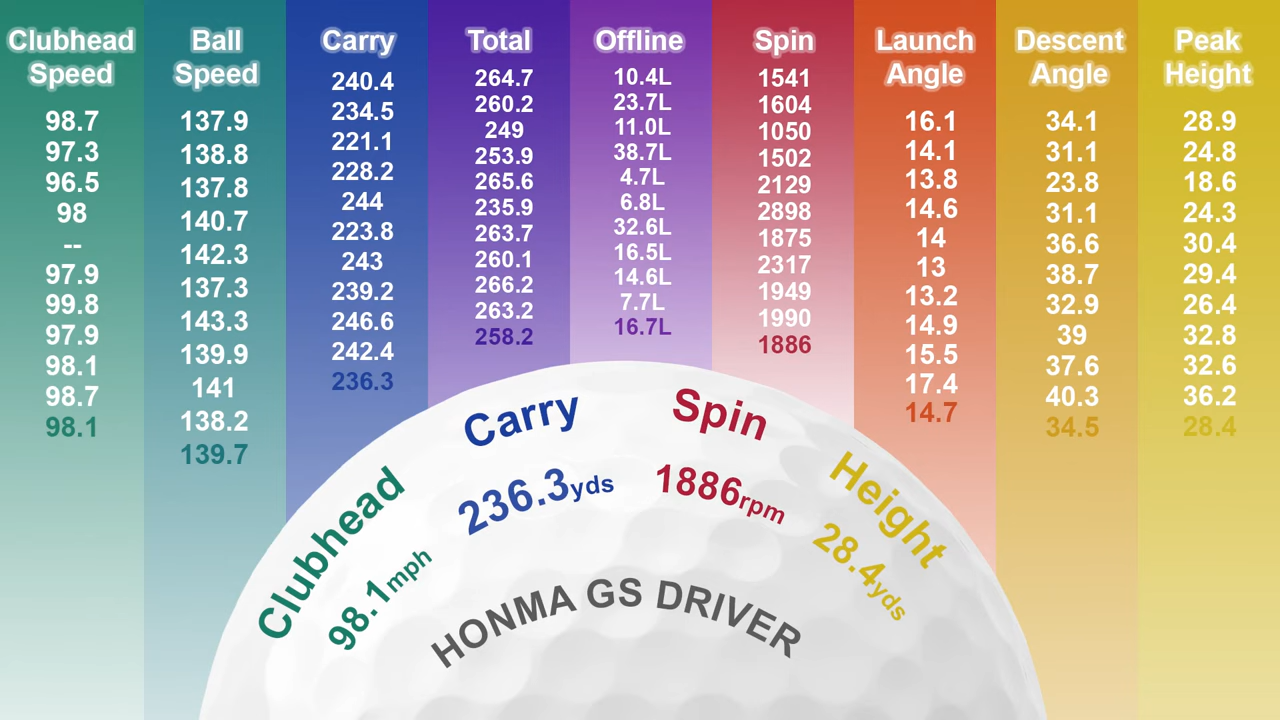 Clubhead Ball Carry Total Offline Spin Launch Descent Peak
Speed Speed Angle Angle Height
98.7 137.9 240.4 264.7 10.4L 1541 16.1 34.1 28.9
97.3 138.8 234.5 260.2 23.7L 1604 14.1 31.1 24.8
96.5 137.8 221.1 249 11.0L 1050 13.8 23.8 18.6
98 140.7 228.2 253.9 38.7L 1502 14.6 31.1 24.3
-- 142.3 244 265.6 4.7L 2129 14 36.6 30.4
97.9 137.3 223.8 235.9 6.8L 2898 13 38.7 29.4
99.8 143.3 243 263.7 32.6L 1875 13.2 32.9 26.4
97.9 139.9 239.2 260.1 16.5L 2317 14.9 39 32.8
98.1 141 246.6 266.2 14.6L 1949 15.5 37.6 32.6
98.7 138.2 242.4 263.2 7.7L 1990 17.4 40.3 36.2
98.1 139.7 236.3 258.2 16.7L 1886 14.7 34.5 28.4
Clubhead Carry Spin Height
98.1mph 236.3yds 1886rpm 28.4yds
HONMA GS DRIVER